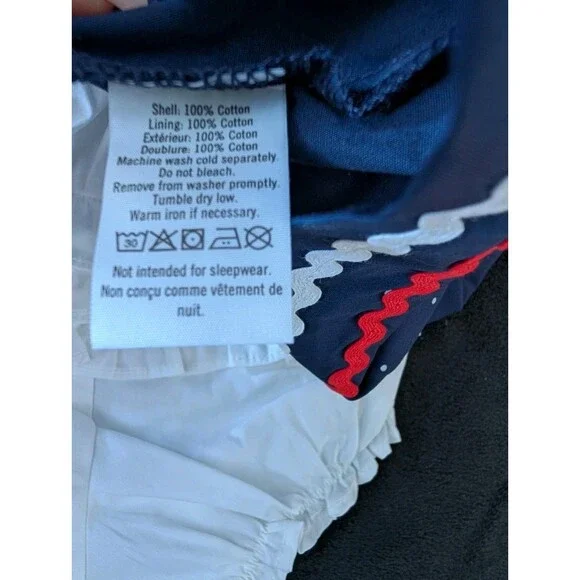 Shell: 100% Cotton
Lining: 100% Cotton
Extérieur: 100% Coton
Doublure: 100% Coton
Machine wash cold separately.
Do not bleach.
Remove from washer promptly.
Tumble dry low.
Warm iron if necessary.
30
Not intended for sleepwear.
Non conçu comme vêtement de
nuit.